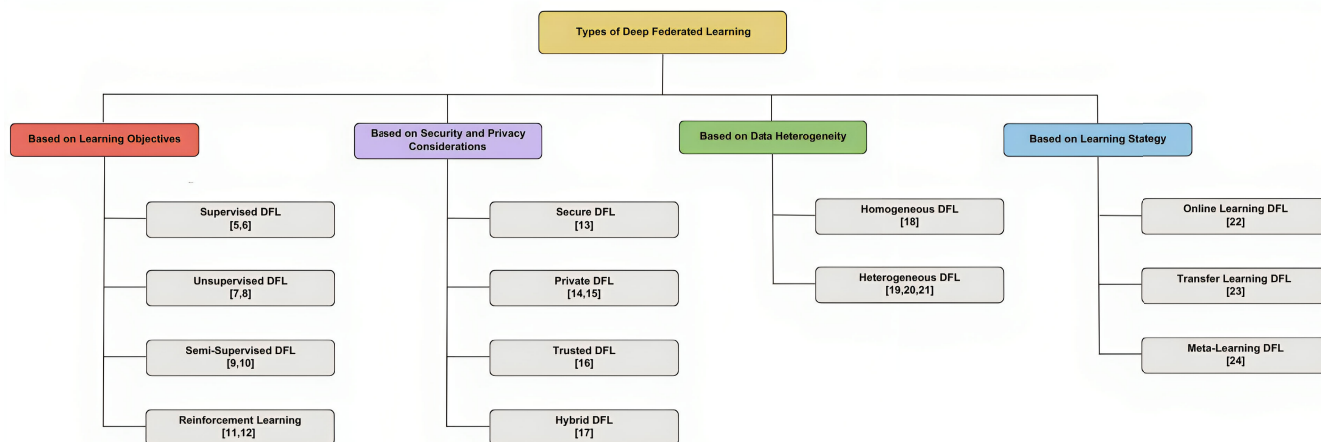 Types of Deep Federated Learning
Based on Learning Objectives
Supervised DFL
[5,6]
Unsupervised DFL
[7,8]
Semi-Supervised DFL
[9,10]
Reinforcement Learning
[11,12]
Based on Security and Privacy
Considerations
Secure DFL
[13]
Private DFL
[14,15]
Trusted DFL
[16]
Hybrid DFL
[17]
Based on Data Heterogeneity
Homogeneous DFL
[18]
Heterogeneous DFL
[19,20,21]
Based on Learning Stategy
Online Learning DFL
[22]
Transfer Learning DFL
[23]
Meta-Learning DFL
[24]